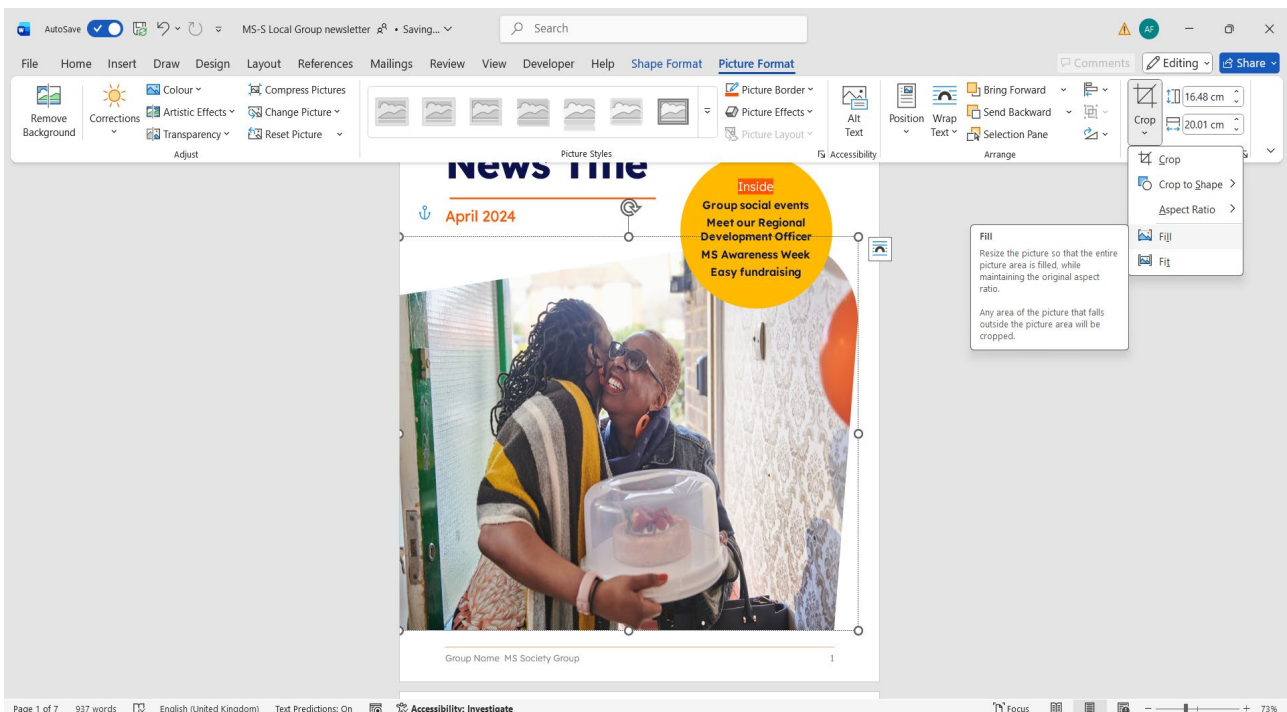 AutoSave
MS-S Local Group newsletter
• Saving...
Search
AF
File Home Insert Draw Design Layout References Mailings Review View Developer Help Shape Format Picture Format
Comments
Editing
Share
Remove Background
Corrections
Colour
Artistic Effects
Transparency
Compress Pictures
Change Picture
Reset Picture
Adjust
Picture Styles
Picture Border
Picture Effects
Picture Layout
Alt Text
Accessibility
Position
Wrap Text
Bring Forward
Send Backward
Selection Pane
Arrange
Crop
16.48 cm
20.01 cm
Crop
Crop to Shape
Aspect Ratio
Fill
Fit
Fill
Resize the picture so that the entire
picture area is filled, while
maintaining the original aspect
ratio.
Any area of the picture that falls
outside the picture area will be
cropped.
News Title
April 2024
Inside
Group social events
Meet our Regional
Development Officer
MS Awareness Week
Easy fundraising
Group Name MS Society Group
1
Page 1 of 7 937 words English (United Kingdom) Text Predictions: On Accessibility: Investigate
Focus
73%